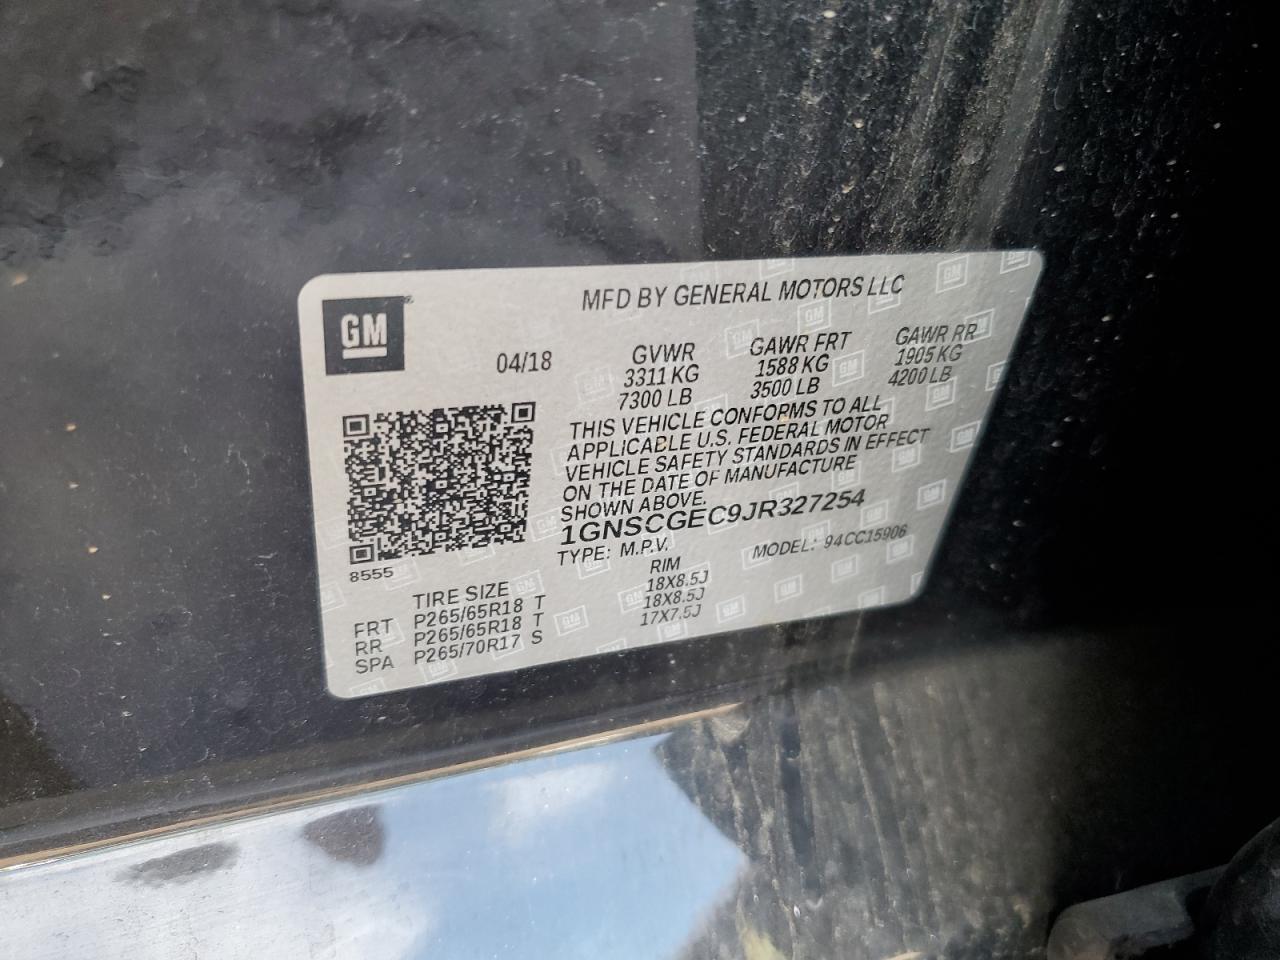 GM
MFD BY GENERAL MOTORS LLC
04/18
GVWR GAWR FRT GAWR RR
3311 KG 1588 KG 1905 KG
7300 LB 3500 LB 4200 LB
THIS VEHICLE CONFORMS TO ALL
APPLICABLE U.S. FEDERAL MOTOR
VEHICLE SAFETY STANDARDS IN EFFECT
ON THE DATE OF MANUFACTURE
SHOWN ABOVE.
1GNSCGEC9JR327254
TYPE: M.P.V. MODEL: 94CC15906
8555
TIRE SIZE RIM
FRT P265/65R18 T 18X8.5J
RR P265/65R18 T 18X8.5J
SPA P265/70R17 S 17X7.5J